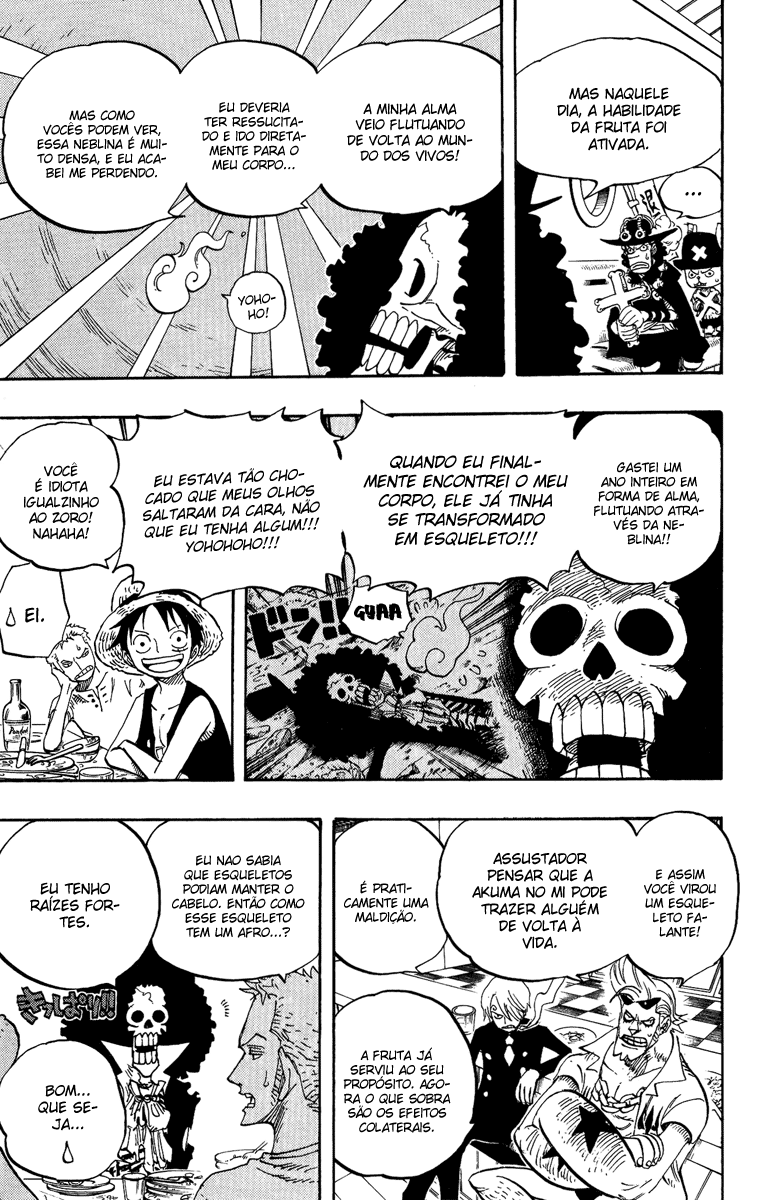 MAS NAQUELE
DIA, A HABILIDADE
DA FRUTA FOI
ATIVADA.
...
A MINHA ALMA
VEIO FLUTUANDO
DE VOLTA AO MUN-
DO DOS VIVOS!
EU DEVERIA
TER RESSUCITA-
DO E IDO DIRETA-
MENTE PARA O
MEU CORPO...
MAS COMO
VOCÊS PODEM VER,
ESSA NEBLINA É MUI-
TO DENSA, E EU ACA-
BEI ME PERDENDO.
YOHO-
HO!
GASTEI UM
ANO INTEIRO EM
FORMA DE ALMA,
FLUTUANDO ATRA-
VÉS DA NE-
BLINA!!
QUANDO EU FINAL-
MENTE ENCONTREI O MEU
CORPO, ELE JÁ TINHA
SE TRANSFORMADO
EM ESQUELETO!!!
ドン!!
GYAA
EU ESTAVA TÃO CHO-
CADO QUE MEUS OLHOS
SALTARAM DA CARA, NÃO
QUE EU TENHA ALGUM!!!
YOHOHOHO!!!
VOCÊ
É IDIOTA
IGUALZINHO
AO ZORO!
NAHAHA!
EI.
E ASSIM
VOCÊ VIROU
UM ESQUE-
LETO FA-
LANTE!
ASSUSTADOR
PENSAR QUE A
AKUMA NO MI PODE
TRAZER ALGUÉM
DE VOLTA À
VIDA.
É PRATI-
CAMENTE UMA
MALDIÇÃO.
A FRUTA JÁ
SERVIU AO SEU
PROPÓSITO. AGO-
RA O QUE SOBRA
SÃO OS EFEITOS
COLATERAIS.
EU NAO SABIA
QUE ESQUELETOS
PODIAM MANTER O
CABELO. ENTÃO COMO
ESSE ESQUELETO
TEM UM AFRO...?
EU TENHO
RAÍZES FOR-
TES.
きっぱり!!
BOM...
QUE SE-
JA...